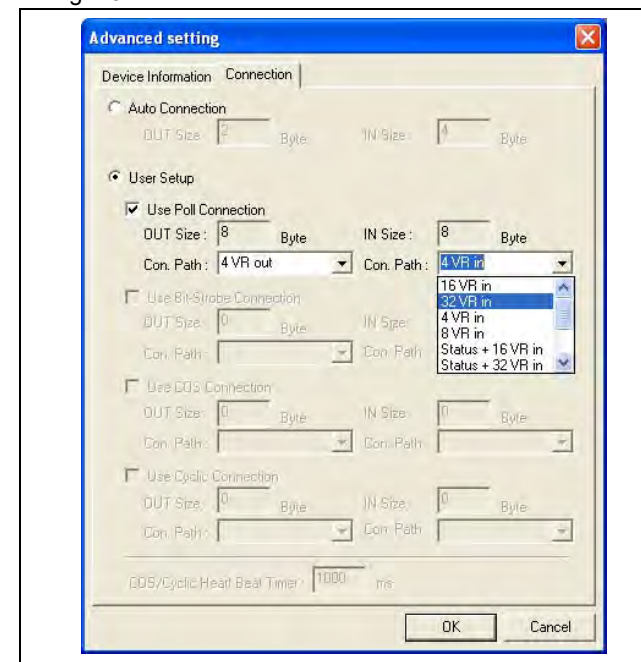 Advanced setting
Device Information Connection
Auto Connection
OUT Size: 2 Byte IN Size: 4 Byte
User Setup
Use Poll Connection
OUT Size: 8 Byte IN Size: 8 Byte
Con. Path: 4 VR out Con. Path: 4 VR in
16 VR in
32 VR in
4 VR in
8 VR in
Status + 16 VR in
Status + 32 VR in
Use Bit-Strobe Connection
OUT Size: 0 Byte IN Size:
Con. Path: Con. Path
Use COS Connection
OUT Size: 0 Byte IN Size: 0 Byte
Con. Path: Con. Path
Use Cyclic Connection
OUT Size: 0 Byte IN Size: 0 Byte
Con. Path: Con. Path
COS/Cyclic Heart Beat Timer: 1000 ms
OK Cancel